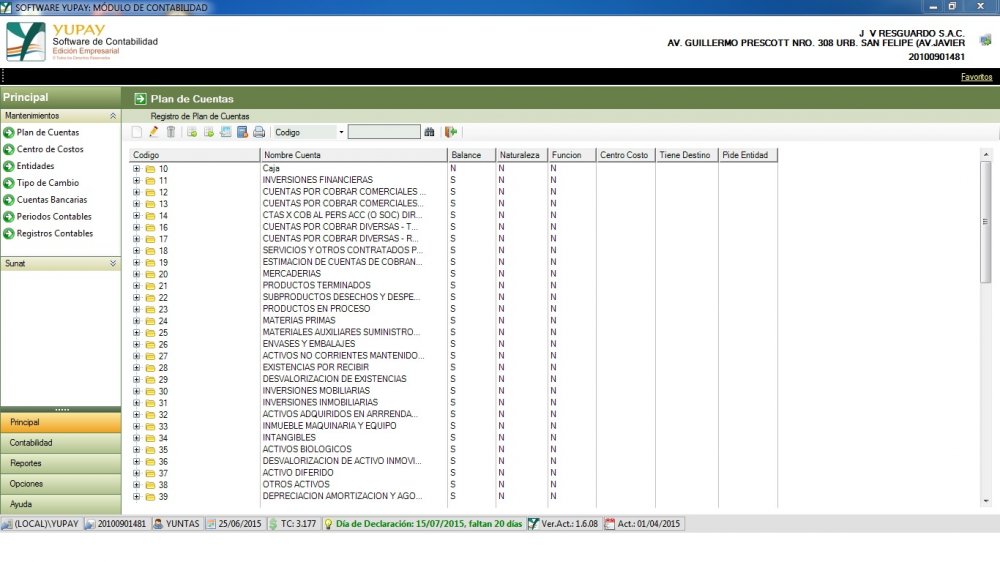 SOFTWARE YUPAY: MÓDULO DE CONTABILIDAD
YUPAY
Software de Contabilidad
Edición Empresarial
© Todos los Derechos Reservados
J V RESGUARDO S.A.C.
AV. GUILLERMO PRESCOTT NRO. 308 URB. SAN FELIPE (AV.JAVIER
20100901481
Favoritos
Principal
Mantenimientos
Plan de Cuentas
Centro de Costos
Entidades
Tipo de Cambio
Cuentas Bancarias
Periodos Contables
Registros Contables
Sunat
Principal
Contabilidad
Reportes
Opciones
Ayuda
Plan de Cuentas
Registro de Plan de Cuentas
Codigo
Codigo Nombre Cuenta Balance Naturaleza Funcion Centro Costo Tiene Destino Pide Entidad
10 Caja N N N
11 INVERSIONES FINANCIERAS S N N
12 CUENTAS POR COBRAR COMERCIALES ... S N N
13 CUENTAS POR COBRAR COMERCIALES ... S N N
14 CTAS X COB AL PERS ACC (O SOC) DIR... S N N
16 CUENTAS POR COBRAR DIVERSAS - T... S N N
17 CUENTAS POR COBRAR DIVERSAS - R... S N N
18 SERVICIOS Y OTROS CONTRATADOS P... S N N
19 ESTIMACION DE CUENTAS DE COBRAN... S N N
20 MERCADERIAS S N N
21 PRODUCTOS TERMINADOS S N N
22 SUBPRODUCTOS DESECHOS Y DESPE... S N N
23 PRODUCTOS EN PROCESO S N N
24 MATERIAS PRIMAS S N N
25 MATERIALES AUXILIARES SUMINISTRO... S N N
26 ENVASES Y EMBALAJES S N N
27 ACTIVOS NO CORRIENTES MANTENIDO... S N N
28 EXISTENCIAS POR RECIBIR S N N
29 DESVALORIZACION DE EXISTENCIAS S N N
30 INVERSIONES MOBILIARIAS S N N
31 INVERSIONES INMOBILIARIAS S N N
32 ACTIVOS ADQUIRIDOS EN ARRRENDA... S N N
33 INMUEBLE MAQUINARIA Y EQUIPO S N N
34 INTANGIBLES S N N
35 ACTIVOS BIOLOGICOS S N N
36 DESVALORIZACION DE ACTIVO INMOVI... S N N
37 ACTIVO DIFERIDO S N N
38 OTROS ACTIVOS S N N
39 DEPRECIACION AMORTIZACION Y AGO... S N N
(LOCAL)\YUPAY 20100901481 YUNTAS 25/06/2015 TC: 3.177 Día de Declaración: 15/07/2015, faltan 20 días Ver.Act.: 1.6.08 Act.: 01/04/2015